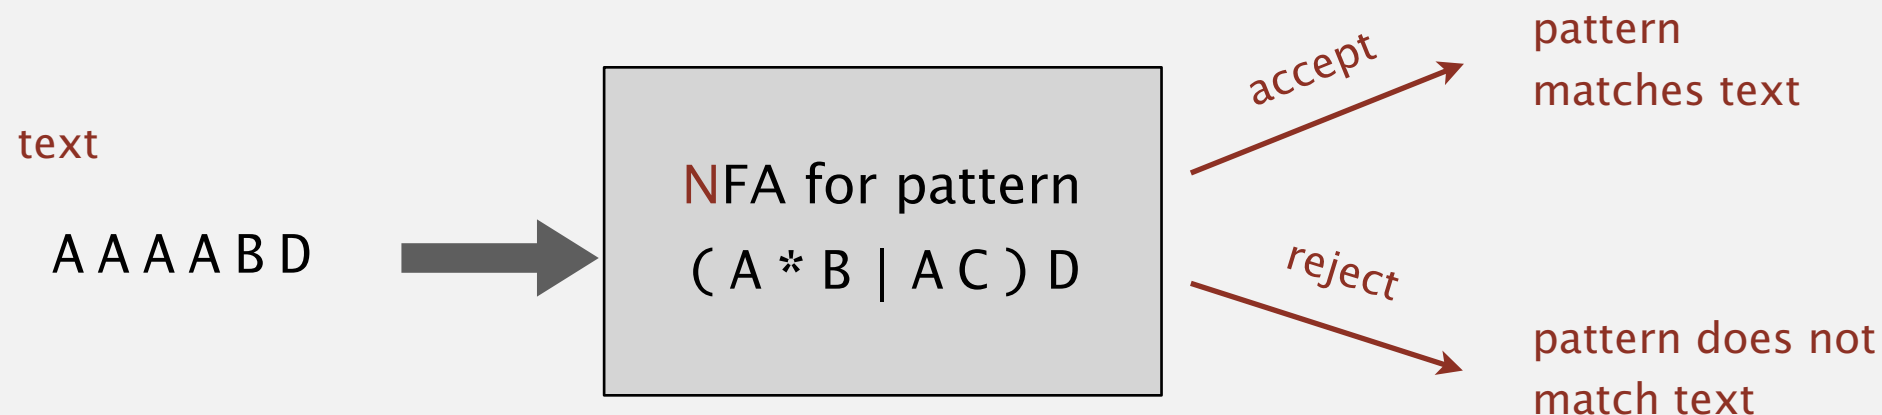 text
A A A A B D
NFA for pattern
( A * B | A C ) D
accept
pattern
matches text
reject
pattern does not
match text